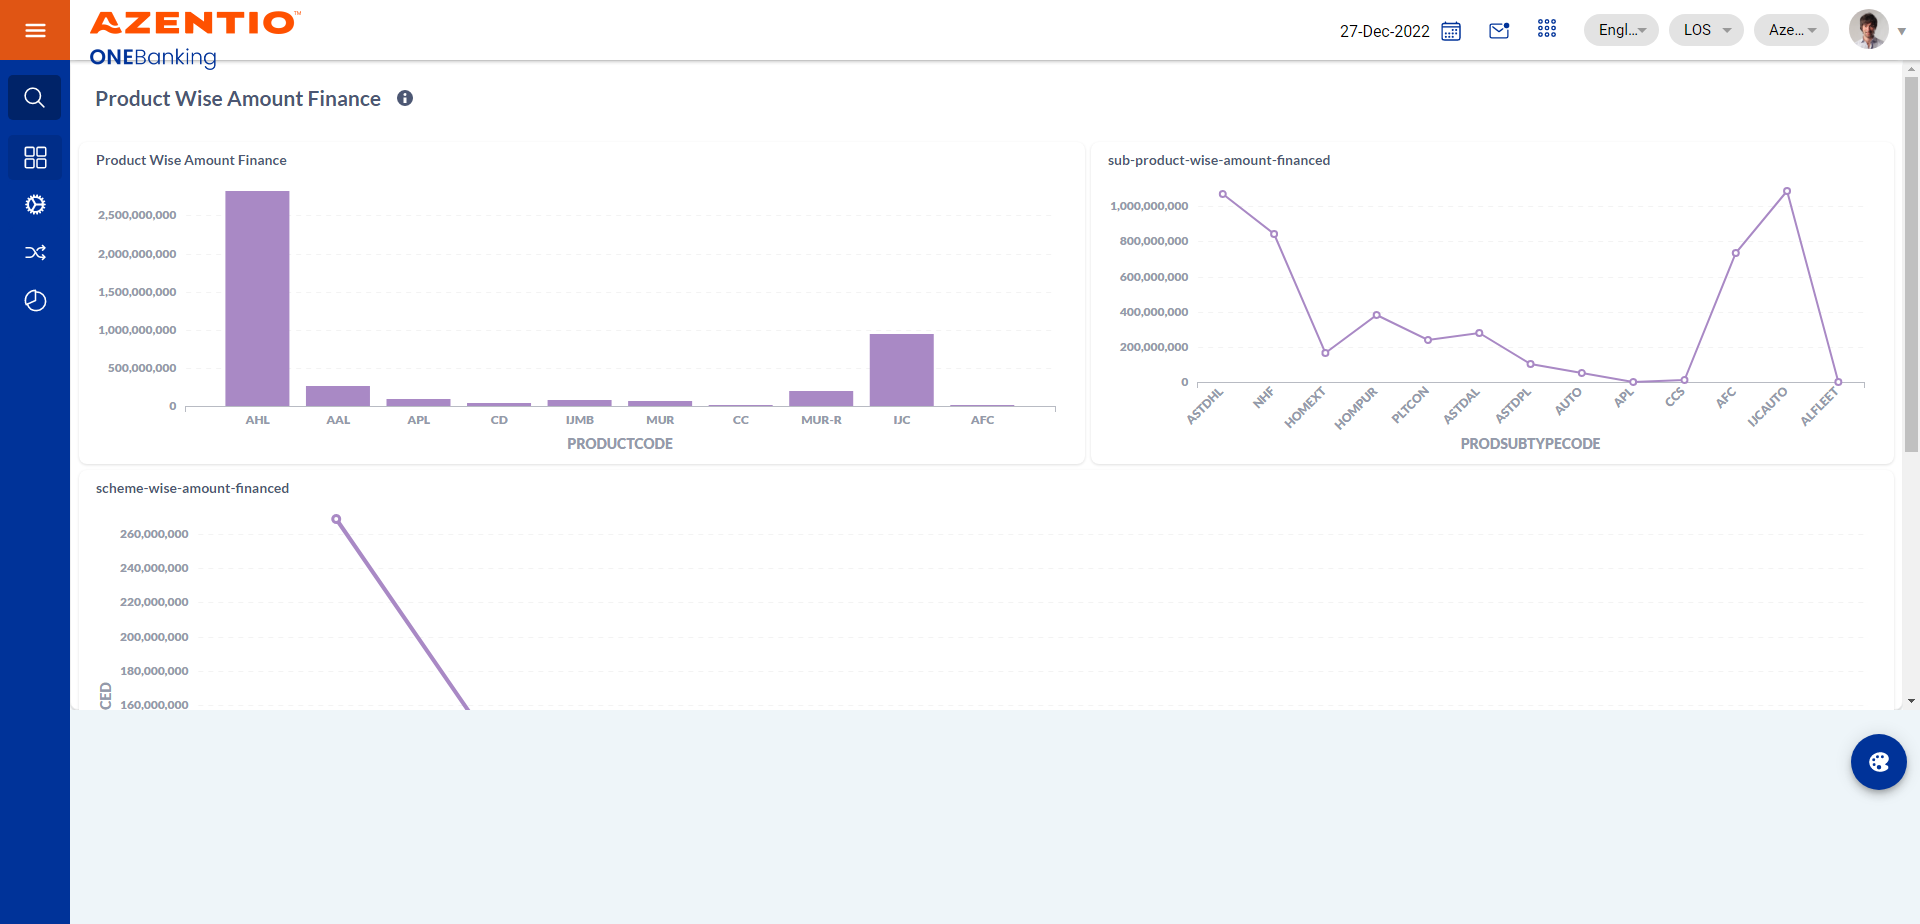 AZENTIO™
ONEBanking
27-Dec-2022
Engl...
LOS
Aze...
Product Wise Amount Finance
Product Wise Amount Finance
2,500,000,000
2,000,000,000
1,500,000,000
1,000,000,000
500,000,000
0
AHL AAL APL CD IJMB MUR CC MUR-R IJC AFC
PRODUCTCODE
sub-product-wise-amount-financed
1,000,000,000
800,000,000
600,000,000
400,000,000
200,000,000
0
ASTDHL NHF HOMEXT HOMPUR PLTCON ASTDAL ASTDPL AUTO APL CCS AFC IJCAUTO ALFLEET
PRODSUBTYPECODE
scheme-wise-amount-financed
260,000,000
240,000,000
220,000,000
200,000,000
180,000,000
160,000,000
CED